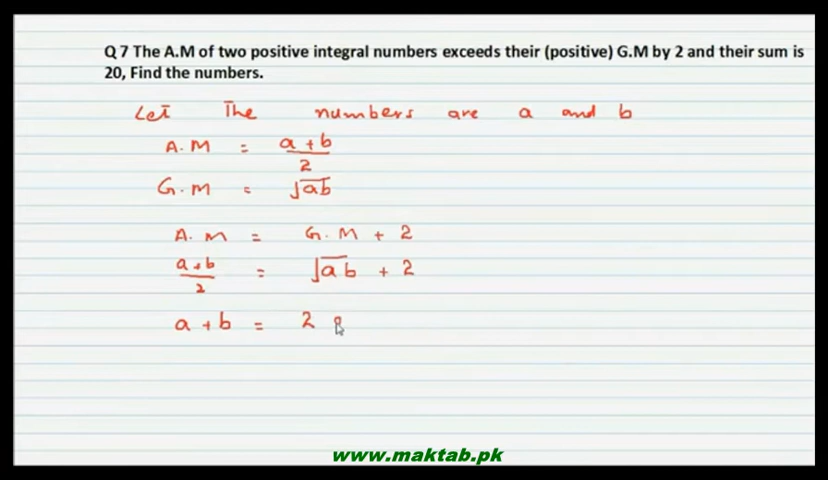 Q 7 The A.M of two positive integral numbers exceeds their (positive) G.M by 2 and their sum is
20, Find the numbers.
Let The numbers are a and b
A.M = a + b / 2
G.M = √ab
A.M = G.M + 2
a+b / 2 = √ab + 2
a + b = 2
www.maktab.pk